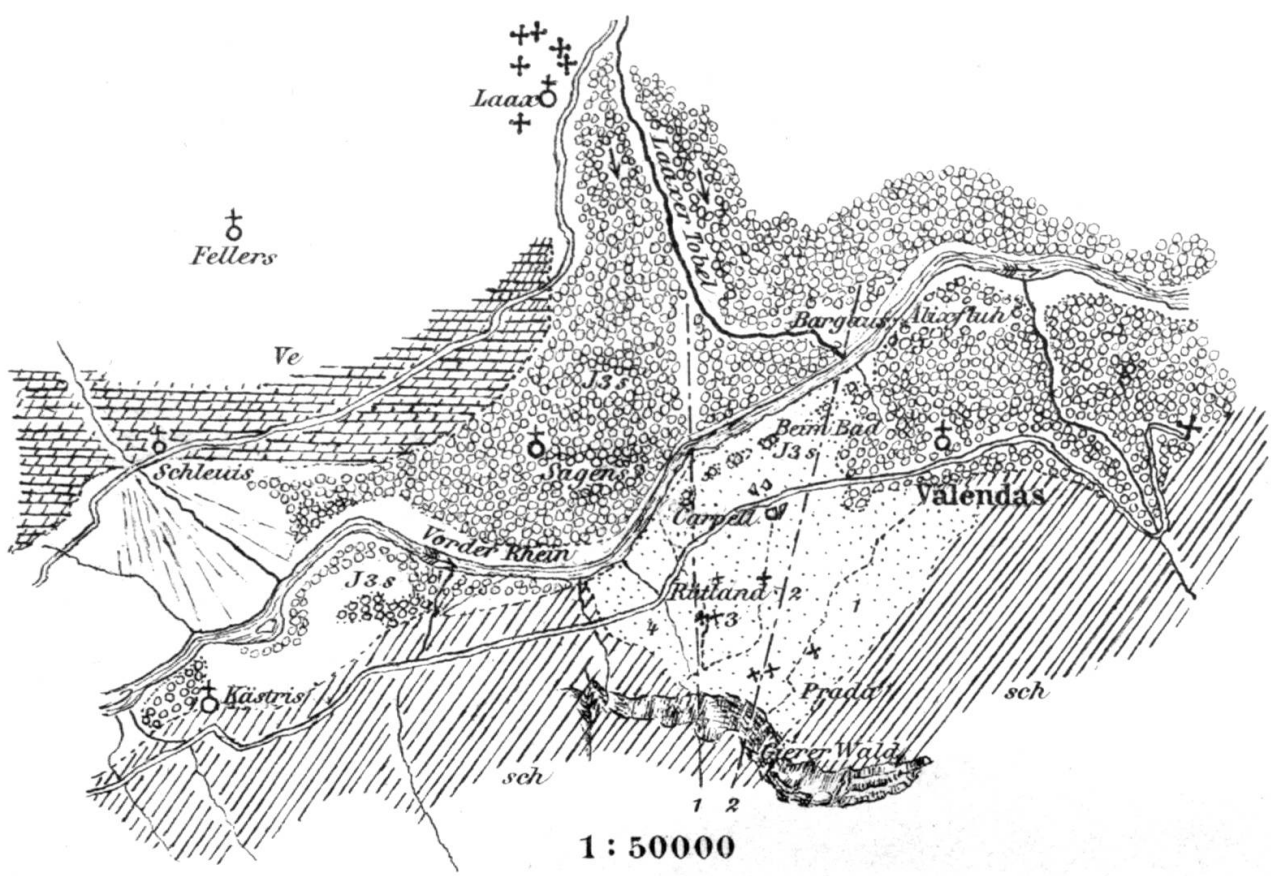 Laax
Laaxer Tobel
Fellers
Ve
Bargaus
Alixfluh
J3s
Beim Bad
J3s
Schleuis
Sagens
Valendas
Carpell
Vorder Rhein
J3s
Rütland
2
1
3
4
Kästris
Prada
sch
Gierer Wald
sch
1
2
1 : 50000